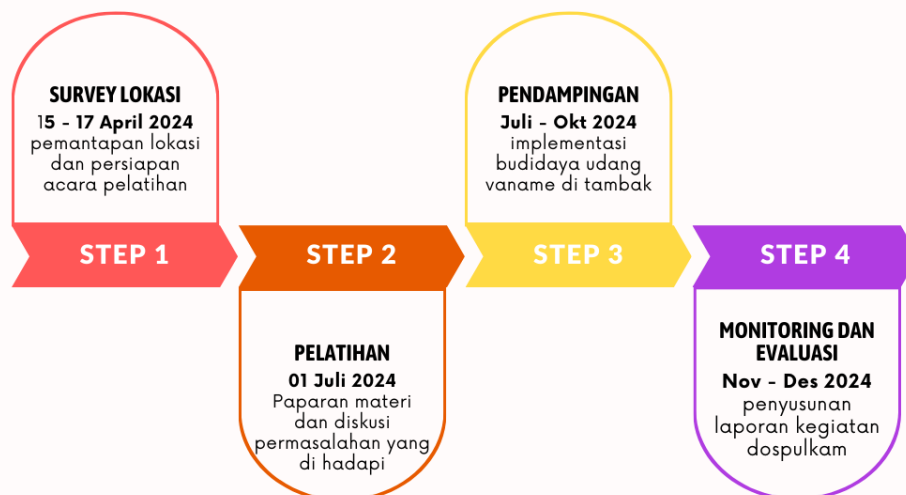 SURVEY LOKASI
15 - 17 April 2024
pemantapan lokasi
dan persiapan
acara pelatihan
STEP 1
STEP 2
PELATIHAN
01 Juli 2024
Paparan materi
dan diskusi
permasalahan yang
di hadapi
PENDAMPINGAN
Juli - Okt 2024
implementasi
budidaya udang
vaname di tambak
STEP 3
STEP 4
MONITORING DAN
EVALUASI
Nov - Des 2024
penyusunan
laporan kegiatan
dospulkam